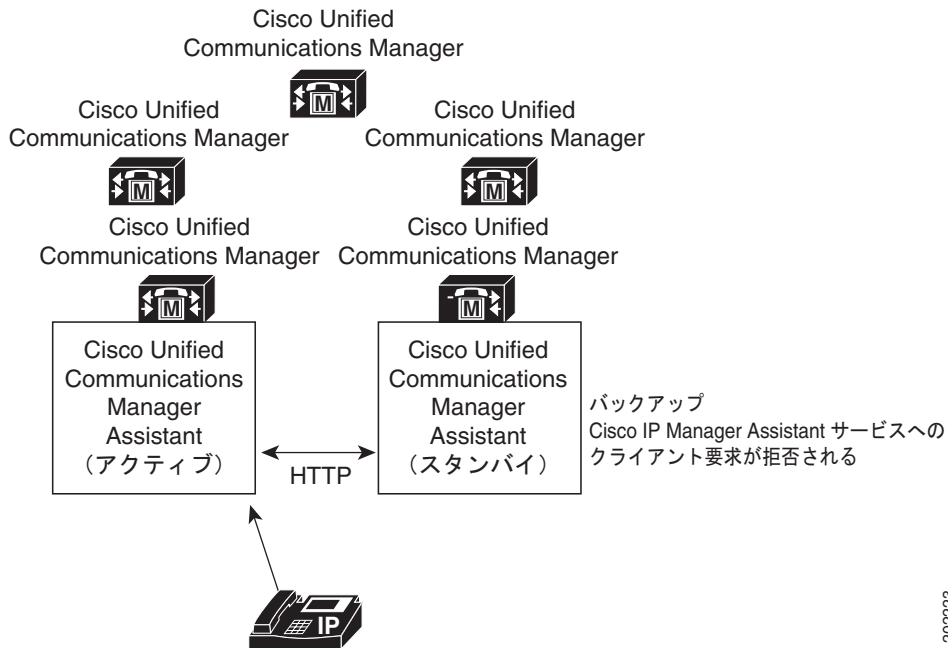 Cisco Unified
Communications Manager
M
Cisco Unified
Communications Manager
M
Cisco Unified
Communications Manager
M
Cisco Unified
Communications Manager
M
Cisco Unified
Communications Manager
M
Cisco Unified
Communications
Manager
Assistant
（アクティブ）
HTTP
Cisco Unified
Communications
Manager
Assistant
（スタンバイ）
バックアップ
Cisco IP Manager Assistant サービスへの
クライアント要求が拒否される
IP